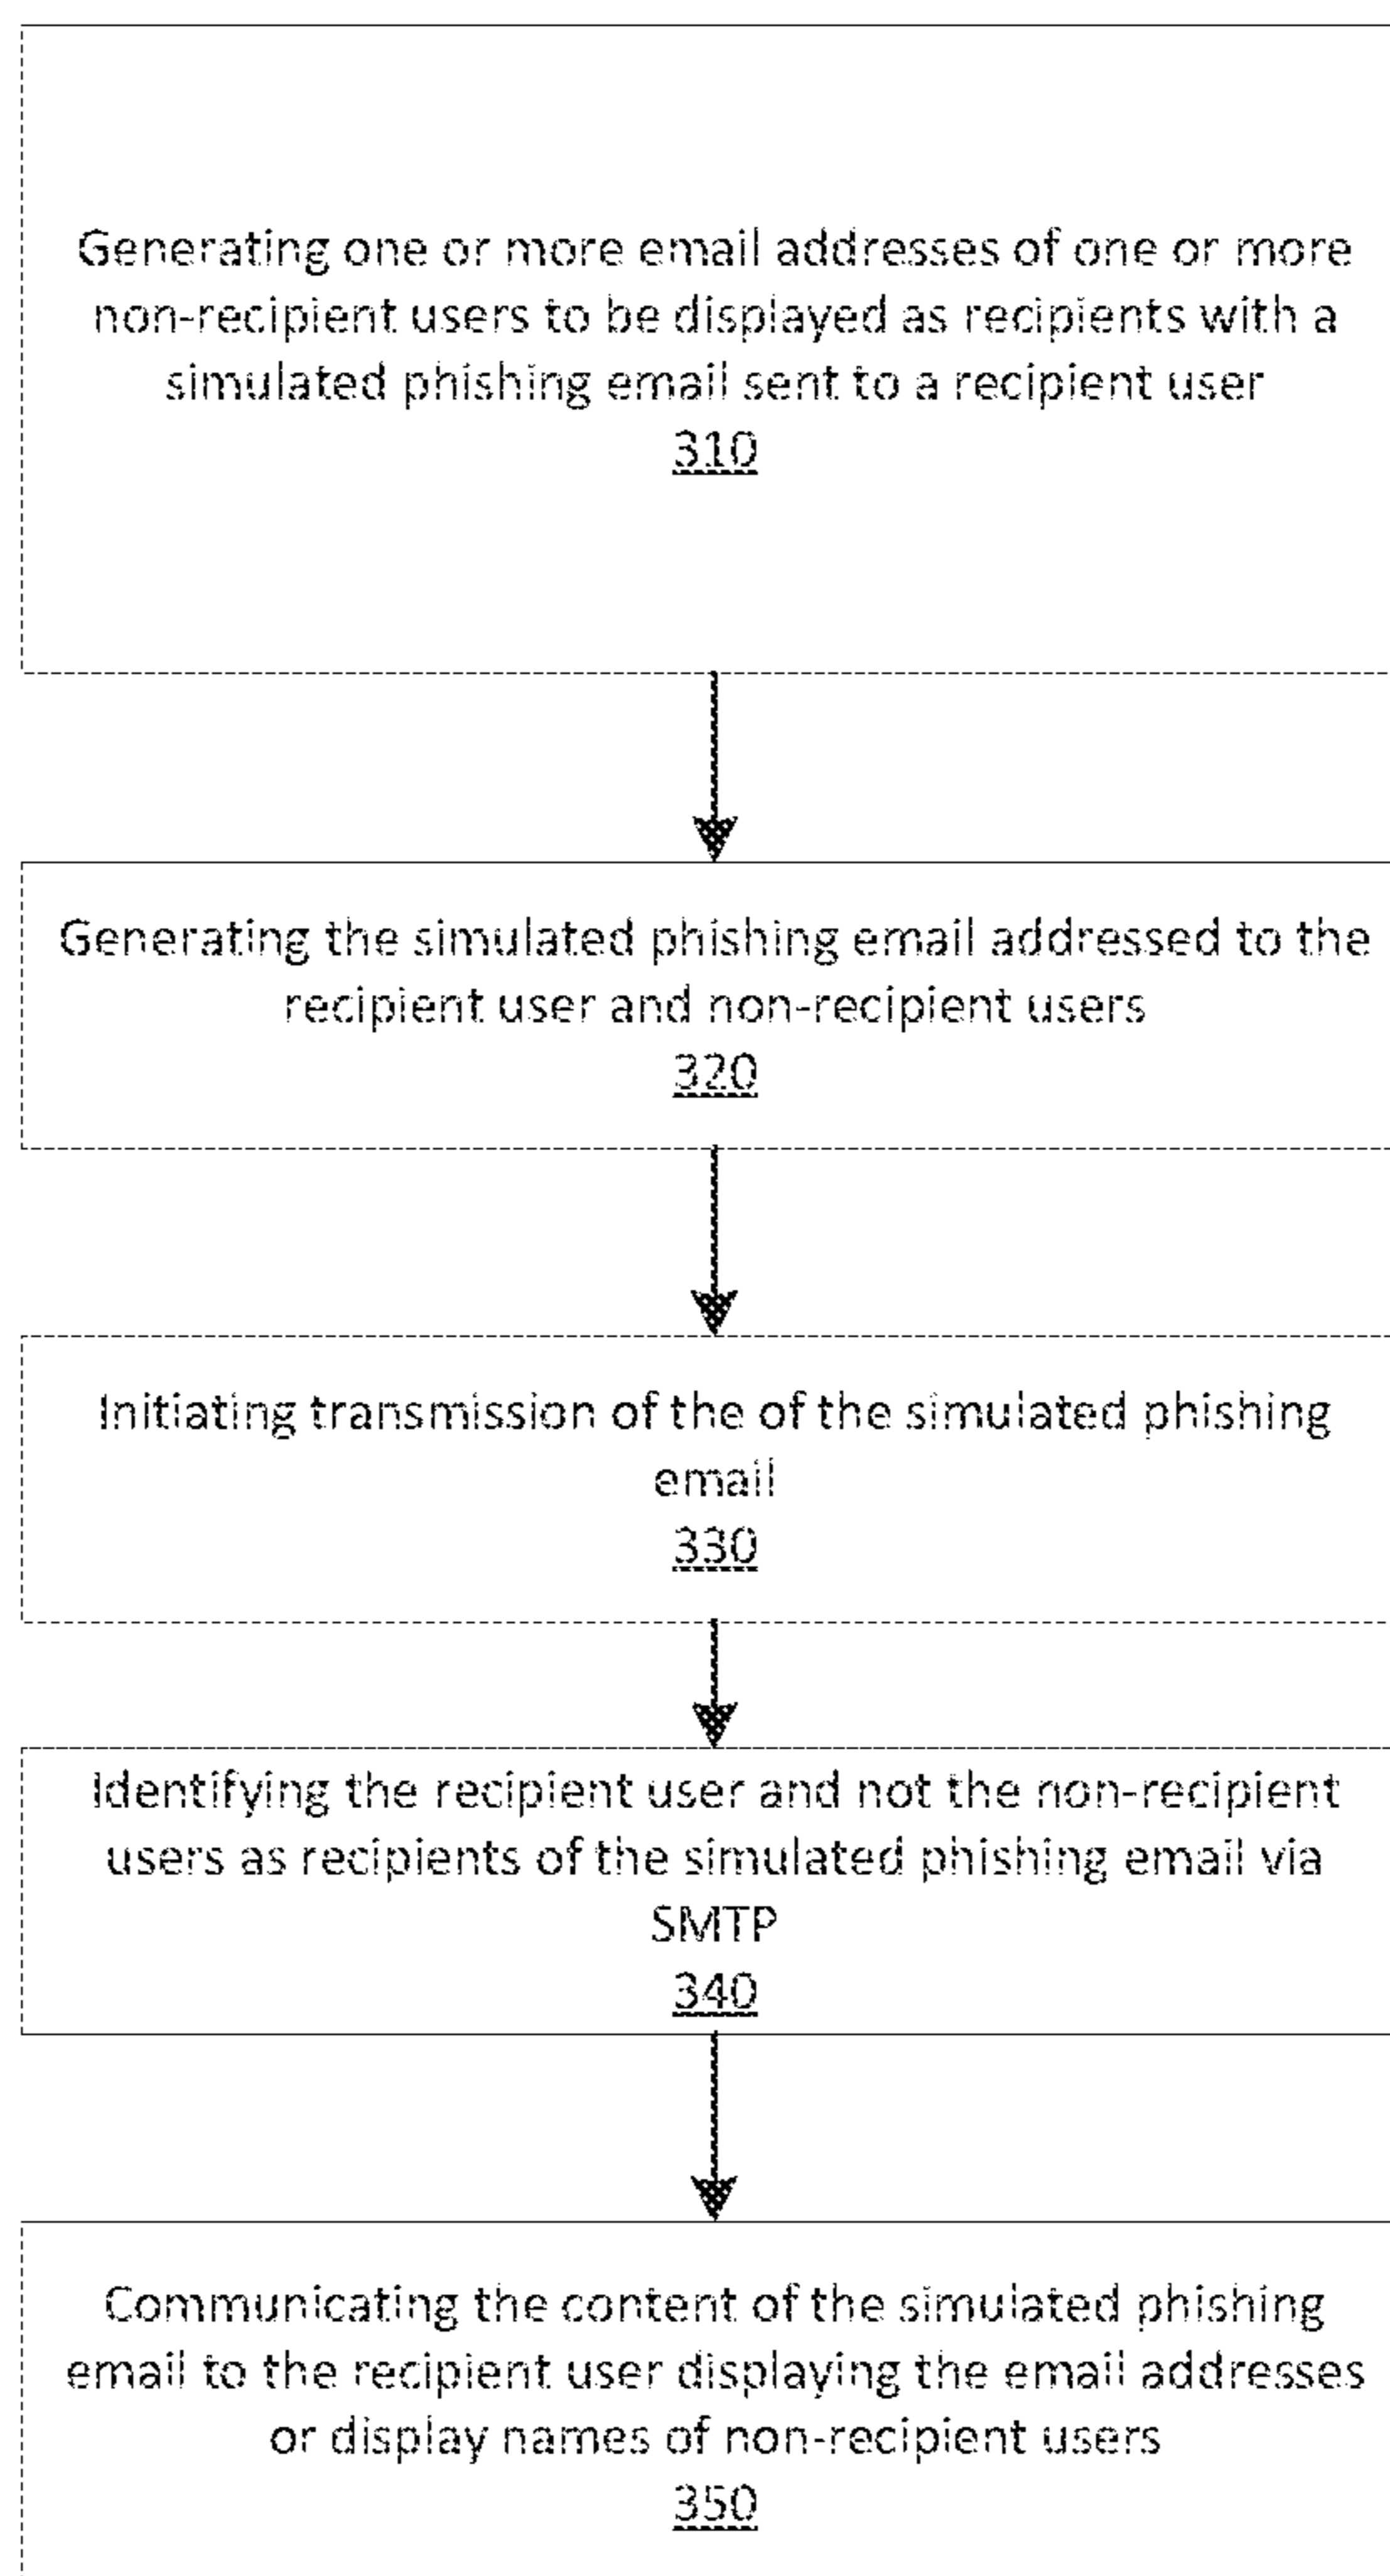 Generating one or more email addresses of one or more
non-recipient users to be displayed as recipients with a
simulated phishing email sent to a recipient user
310
Generating the simulated phishing email addressed to the
recipient user and non-recipient users
320
Initiating transmission of the of the simulated phishing
email
330
Identifying the recipient user and not the non-recipient
users as recipients of the simulated phishing email via
SMTP
340
Communicating the content of the simulated phishing
email to the recipient user displaying the email addresses
or display names of non-recipient users
350